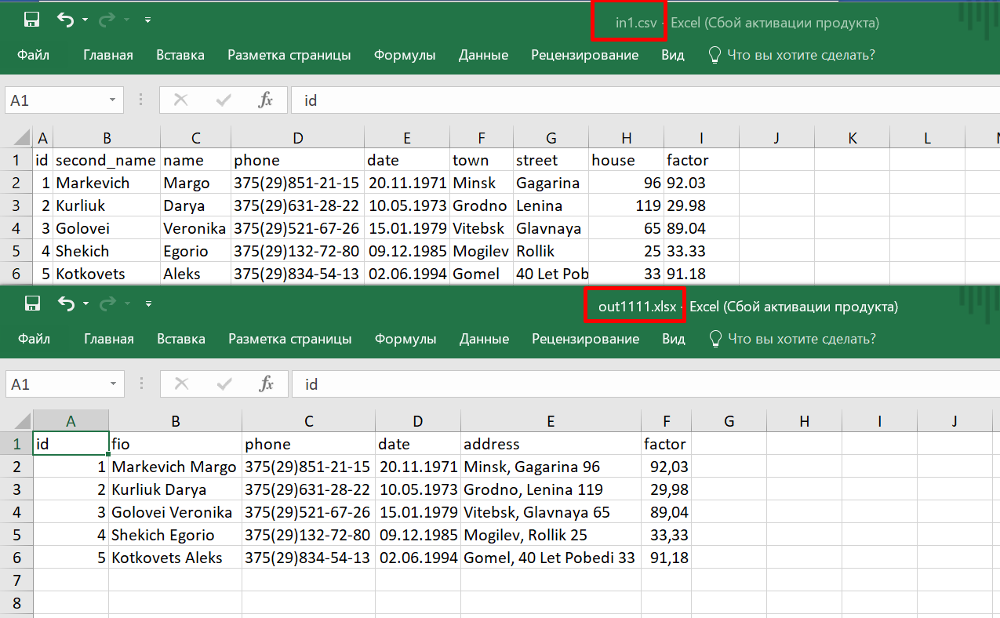 in1.csv - Excel (Сбой активации продукта)
Файл Главная Вставка Разметка страницы Формулы Данные Рецензирование Вид Что вы хотите сделать?
A1 fx id
A B C D E F G H I J K L
1 id second_name name phone date town street house factor
2 1 Markevich Margo 375(29)851-21-15 20.11.1971 Minsk Gagarina 96 92.03
3 2 Kurliuk Darya 375(29)631-28-22 10.05.1973 Grodno Lenina 119 29.98
4 3 Golovei Veronika 375(29)521-67-26 15.01.1979 Vitebsk Glavnaya 65 89.04
5 4 Shekich Egorio 375(29)132-72-80 09.12.1985 Mogilev Rollik 25 33.33
6 5 Kotkovets Aleks 375(29)834-54-13 02.06.1994 Gomel 40 Let Pob 33 91.18
out1111.xlsx - Excel (Сбой активации продукта)
Файл Главная Вставка Разметка страницы Формулы Данные Рецензирование Вид Что вы хотите сделать?
A1 fx id
A B C D E F G H I J
1 id fio phone date address factor
2 1 Markevich Margo 375(29)851-21-15 20.11.1971 Minsk, Gagarina 96 92,03
3 2 Kurliuk Darya 375(29)631-28-22 10.05.1973 Grodno, Lenina 119 29,98
4 3 Golovei Veronika 375(29)521-67-26 15.01.1979 Vitebsk, Glavnaya 65 89,04
5 4 Shekich Egorio 375(29)132-72-80 09.12.1985 Mogilev, Rollik 25 33,33
6 5 Kotkovets Aleks 375(29)834-54-13 02.06.1994 Gomel, 40 Let Pobedi 33 91,18
7
8